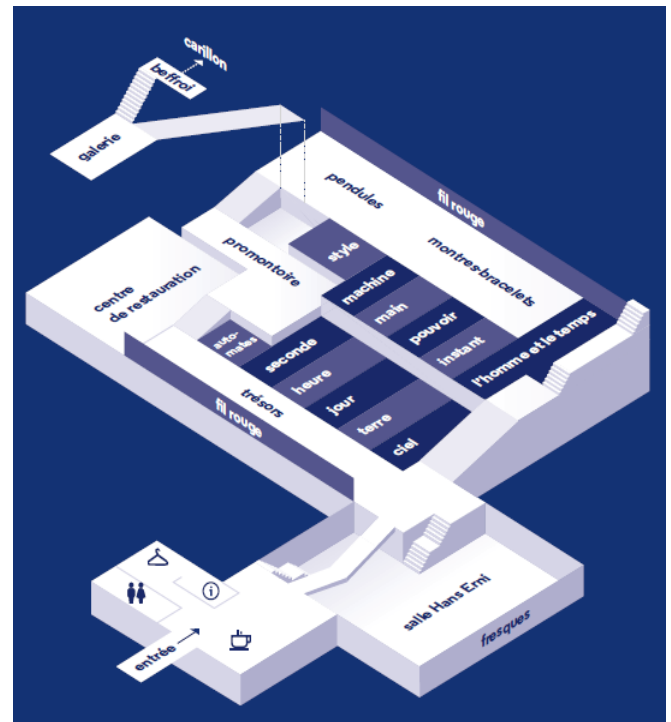 carillon
beffroi
galerie
pendules
fil rouge
montres-bracelets
promontoire
style
machine
main
pouvoir
instant
l'homme et le temps
centre
de restauration
auto-
mates
seconde
heure
jour
terre
ciel
trésors
fil rouge
i
salle Hans Erni
fresques
entrée